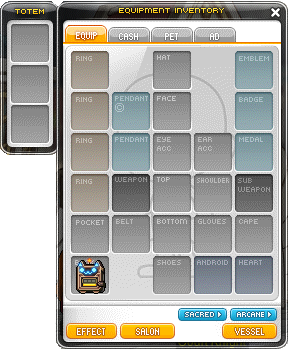 TOTEM
EQUIPMENT INVENTORY
EQUIP CASH PET AD
RING HAT EMBLEM
RING PENDANT FACE BADGE
RING PENDANT EYE ACC EAR ACC MEDAL
RING WEAPON TOP SHOULDER SUB WEAPON
POCKET BELT BOTTOM GLOVES CAPE
SHOES ANDROID HEART
SACRED ARCANE
EFFECT SALON VESSEL